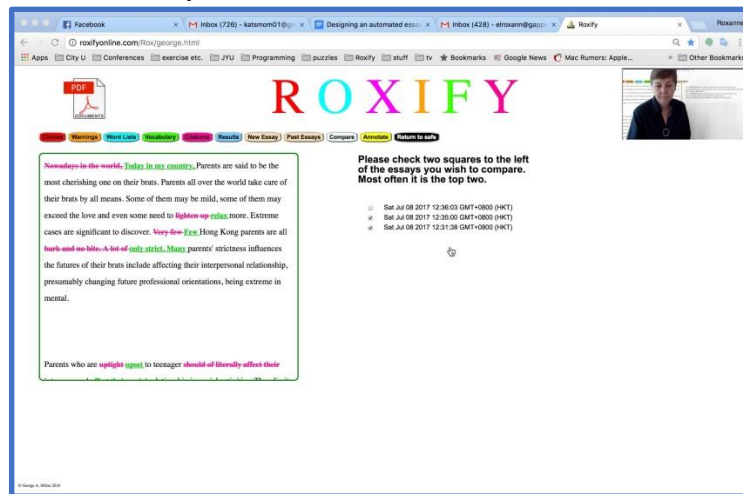 Facebook
Inbox (726) - katsmom01@gm
Designing an automated essa
Inbox (428) - elroxann@gapps
Roxify
Roxanne
roxifyonline.com/Rox/george.html
Apps
City U
Conferences
exercise etc.
JYU
Programming
puzzles
Roxify
stuff
tv
Bookmarks
Google News
Mac Rumors: Apple...
Other Bookmarks
PDF
DOCUMENTS
ROXIFY
Clichés
Warnings
Word Lists
Vocabulary
Citations
Results
New Essay
Past Essays
Compare
Annotate
Return to safe
Nowadays in the world, Today in my country, Parents are said to be the
most cherishing one on their brats. Parents all over the world take care of
their brats by all means. Some of them may be mild, some of them may
exceed the love and even some need to lighten up relax more. Extreme
cases are significant to discover. Very few Few Hong Kong parents are all
bark and no bite. A lot of only strict. Many parents' strictness influences
the futures of their brats include affecting their interpersonal relationship,
presumably changing future professional orientations, being extreme in
mental.
Parents who are uptight upset to teenager should of literally affect their
Please check two squares to the left
of the essays you wish to compare.
Most often it is the top two.
Sat Jul 08 2017 12:36:03 GMT+0800 (HKT)
Sat Jul 08 2017 12:35:00 GMT+0800 (HKT)
Sat Jul 08 2017 12:31:38 GMT+0800 (HKT)